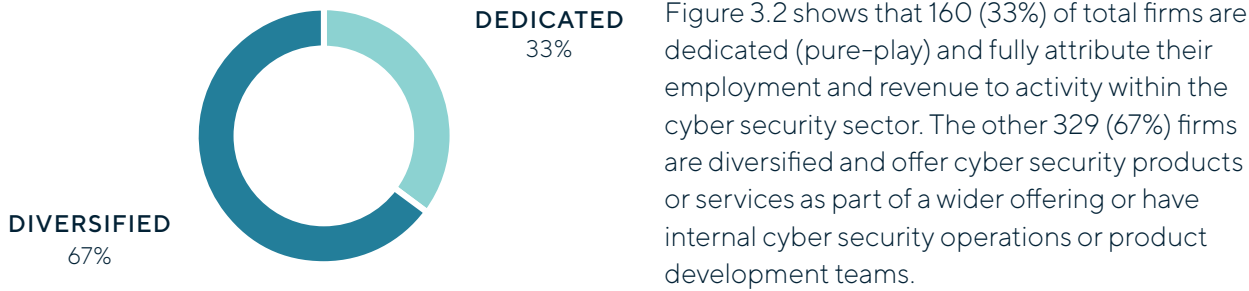 DEDICATED
33%
DIVERSIFIED
67%
Figure 3.2 shows that 160 (33%) of total firms are
dedicated (pure-play) and fully attribute their
employment and revenue to activity within the
cyber security sector. The other 329 (67%) firms
are diversified and offer cyber security products
or services as part of a wider offering or have
internal cyber security operations or product
development teams.